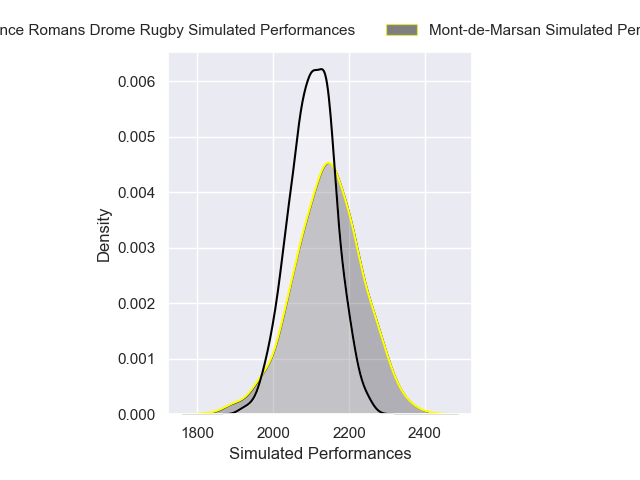 nce Romans Drome Rugby Simulated Performances Mont-de-Marsan Simulated Per
0.006
0.005
0.004
0.003
0.002
0.001
0.000
Density
1800 2000 2200 2400
Simulated Performances